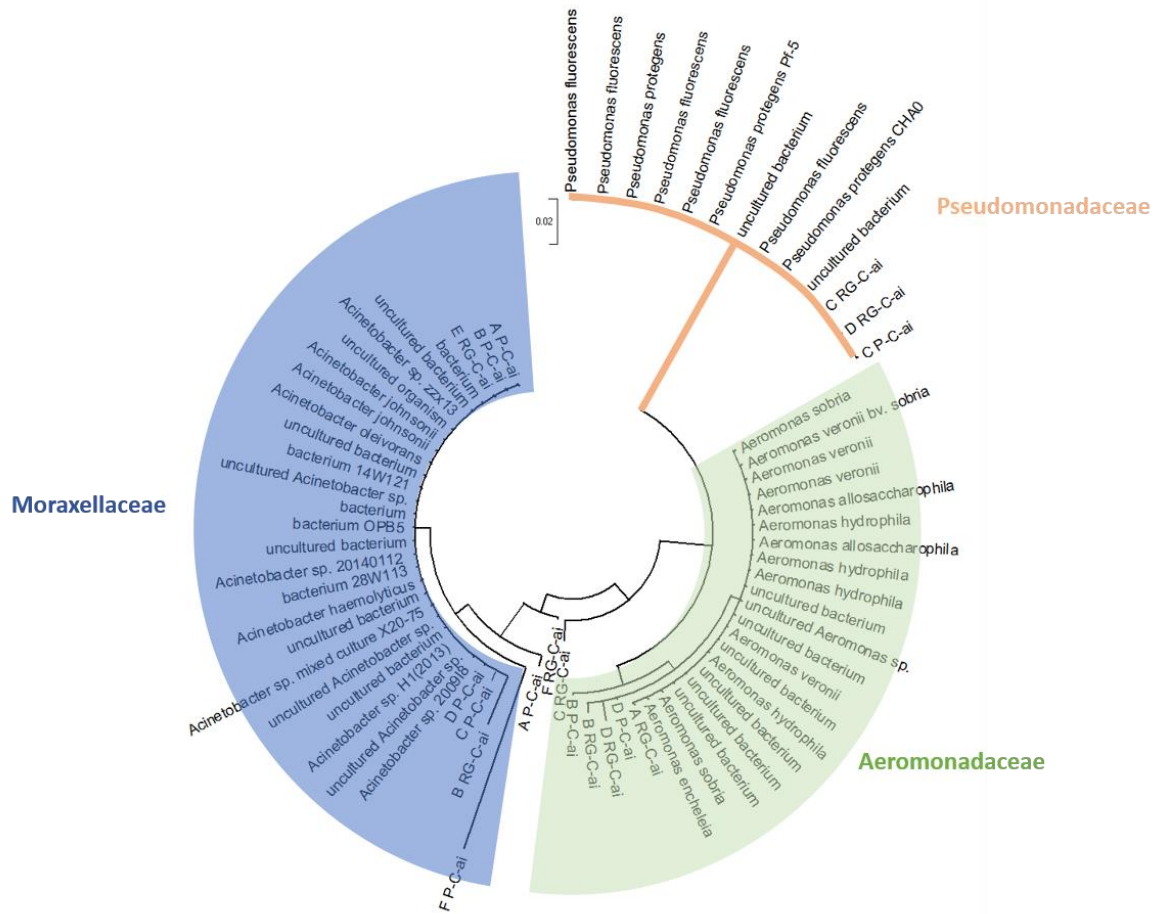 Pseudomonas fluorescens
Pseudomonas fluorescens
Pseudomonas protegens
Pseudomonas fluorescens
Pseudomonas fluorescens
Pseudomonas protegens Pf-5
uncultured bacterium
Pseudomonas fluorescens
Pseudomonas protegens CHA0
uncultured bacterium
C RG-C-ai
D RG-C-ai
C P-C-ai
Pseudomonadaceae
0.02
Aeromonas sobria
Aeromonas veronii bv. sobria
Aeromonas veronii
Aeromonas veronii
Aeromonas allosaccharophila
Aeromonas hydrophila
Aeromonas allosaccharophila
Aeromonas hydrophila
Aeromonas hydrophila
uncultured bacterium
uncultured Aeromonas sp.
uncultured bacterium
Aeromonas veronii
uncultured bacterium
Aeromonas hydrophila
uncultured bacterium
uncultured bacterium
uncultured bacterium
Aeromonas sobria
Aeromonas encheleia
A RG-C-ai
D P-C-ai
D RG-C-ai
B RG-C-ai
B P-C-ai
C RG-C-ai
Aeromonadaceae
F RG-C-ai
A P-C-ai
F P-C-ai
B RG-C-ai
C P-C-ai
D P-C-ai
Acinetobacter sp. 200918
uncultured Acinetobacter sp.
Acinetobacter sp. H1(2013)
uncultured bacterium
uncultured Acinetobacter sp.
Acinetobacter sp. mixed culture X20-75
uncultured bacterium
Acinetobacter haemolyticus
bacterium 28W113
Acinetobacter sp. 20140112
uncultured bacterium
bacterium OPB5
bacterium
uncultured Acinetobacter sp.
bacterium 14W121
uncultured bacterium
Acinetobacter oleivorans
Acinetobacter johnsonii
Acinetobacter johnsonii
uncultured organism
Acinetobacter sp. zzx13
uncultured bacterium
bacterium
E RG-C-ai
B P-C-ai
A P-C-ai
Moraxellaceae